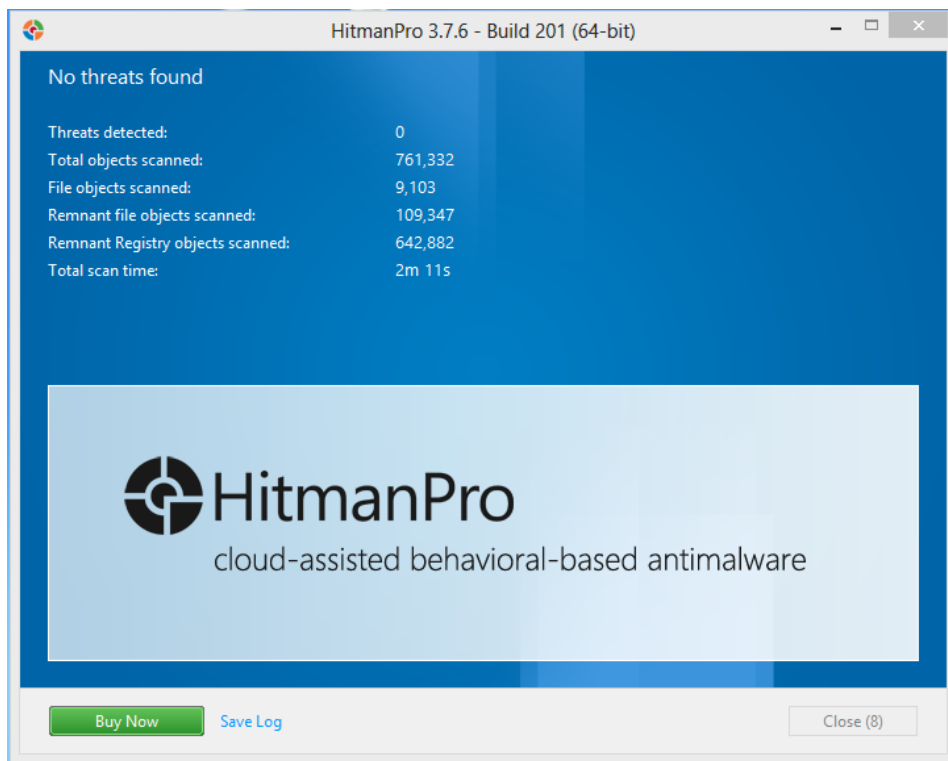 HitmanPro 3.7.6 - Build 201 (64-bit)
No threats found
Threats detected: 0
Total objects scanned: 761,332
File objects scanned: 9,103
Remnant file objects scanned: 109,347
Remnant Registry objects scanned: 642,882
Total scan time: 2m 11s
HitmanPro
cloud-assisted behavioral-based antimalware
Buy Now Save Log Close (8)